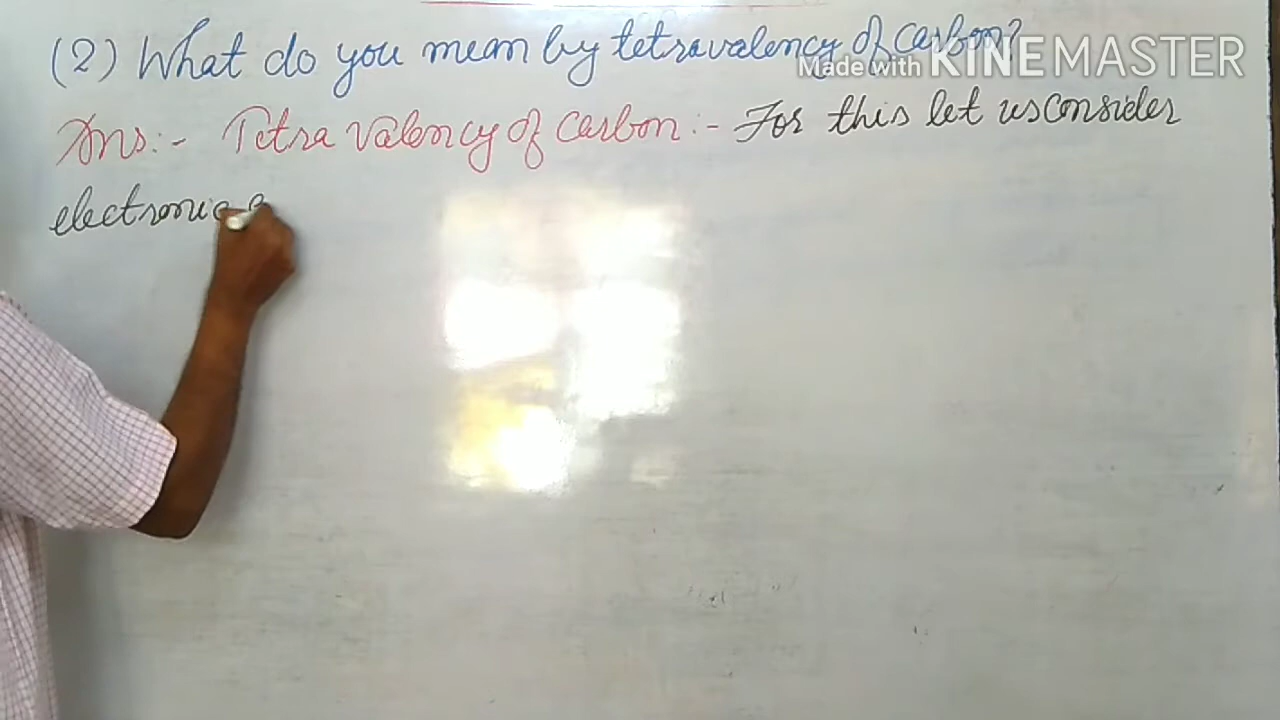 (2) What do you mean by tetravalency of carbon?
Made with KINEMASTER
Ans:- Tetra Valency of Carbon:- For this let us consider
electronic